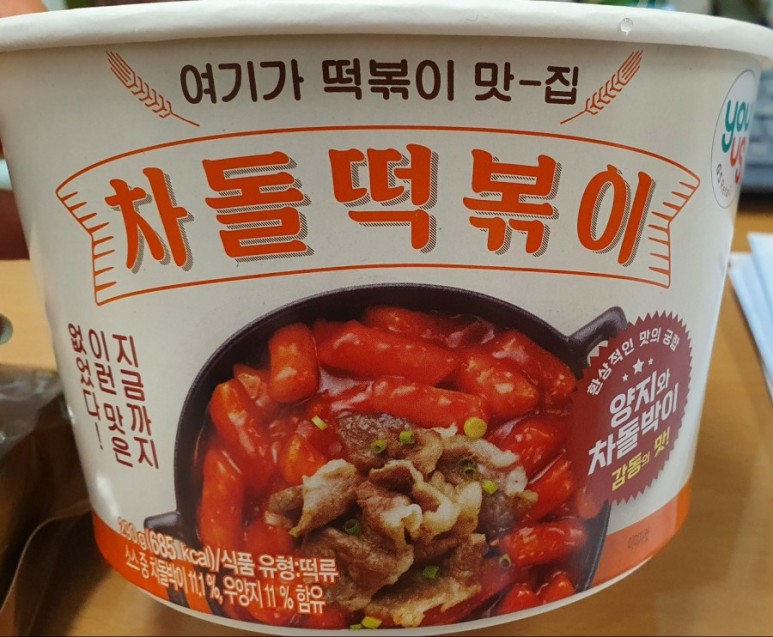 여기가 떡볶이 맛-집
차돌떡볶이
지금까지
이런 맛은
없었다!
환상적인 맛의 궁합
양지와
차돌박이
감동의 맛!
(685kcal)/식품 유형:떡류
소스 중 차돌박이 11.1%, 우양지 11% 함유